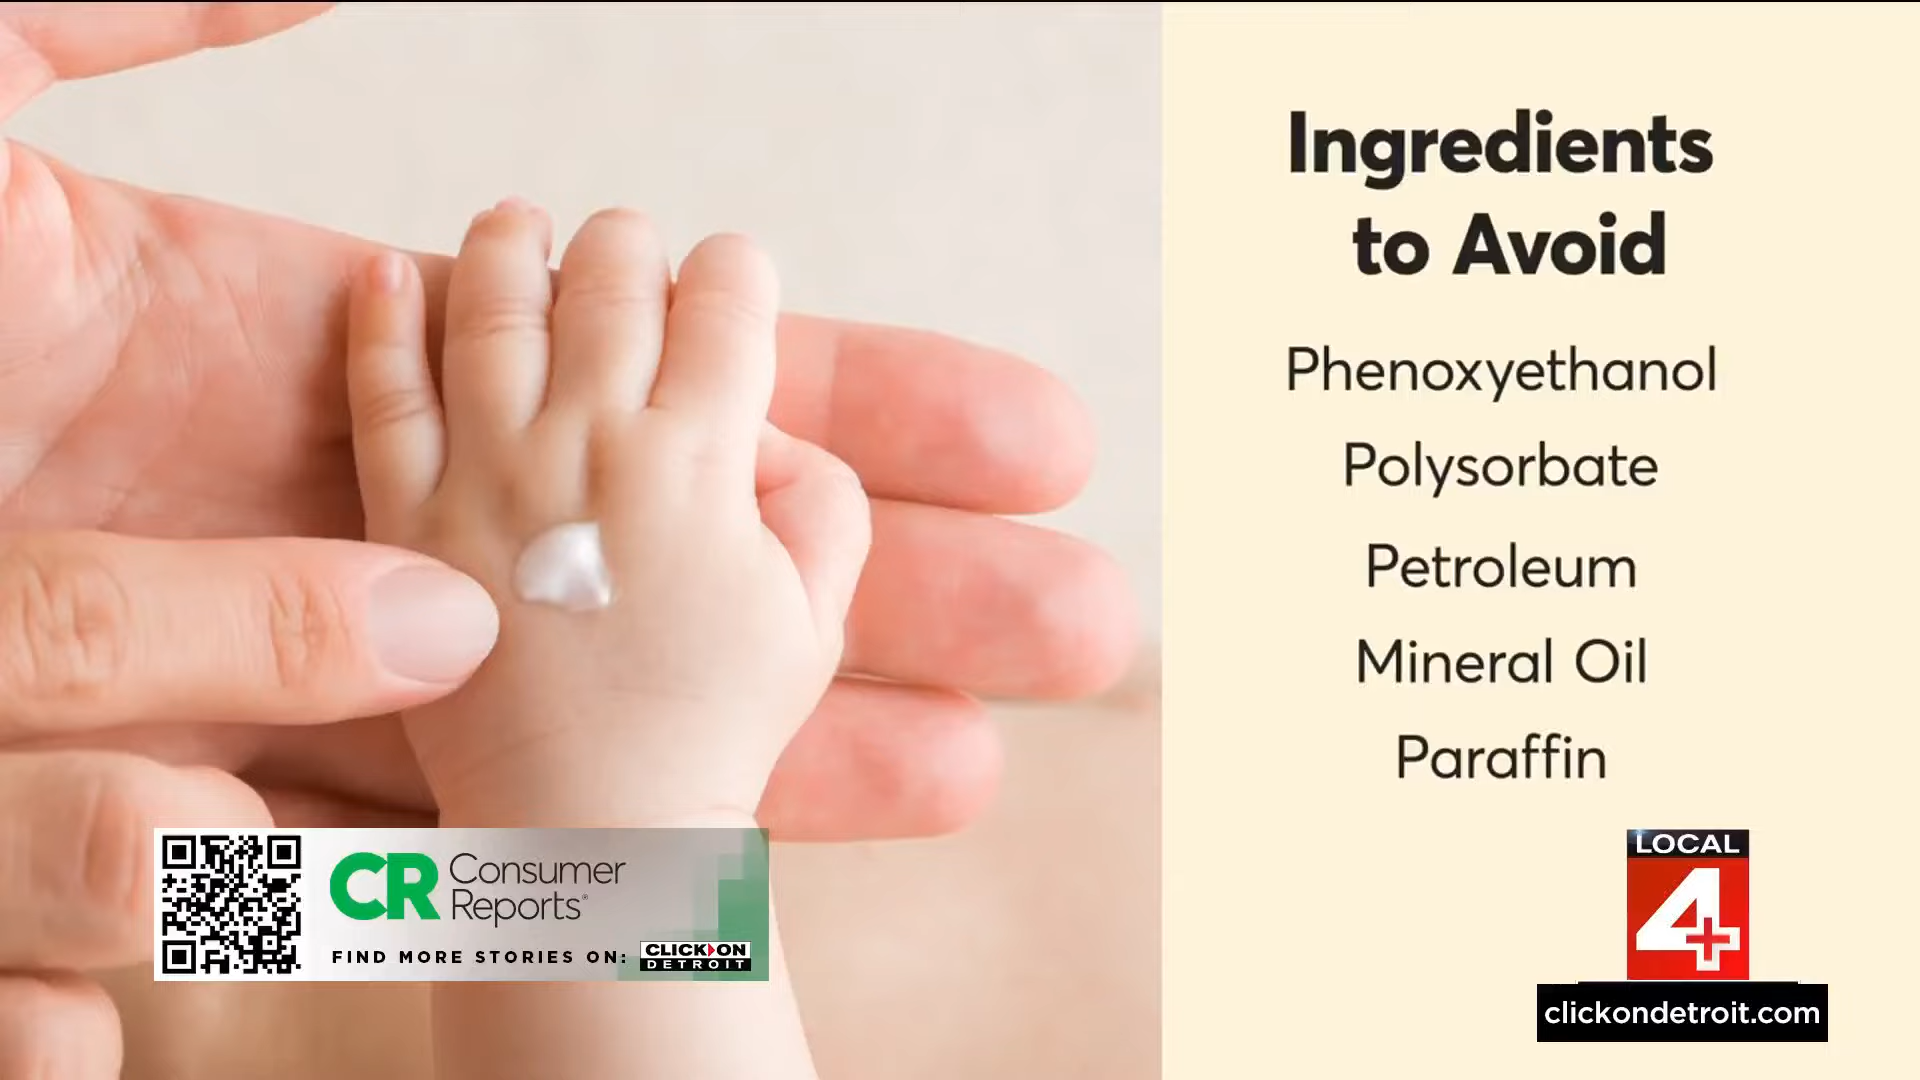 Ingredients
to Avoid
Phenoxyethanol
Polysorbate
Petroleum
Mineral Oil
Paraffin
CR Consumer
Reports®
FIND MORE STORIES ON: CLICK ON
DETROIT
LOCAL
4
clickondetroit.com